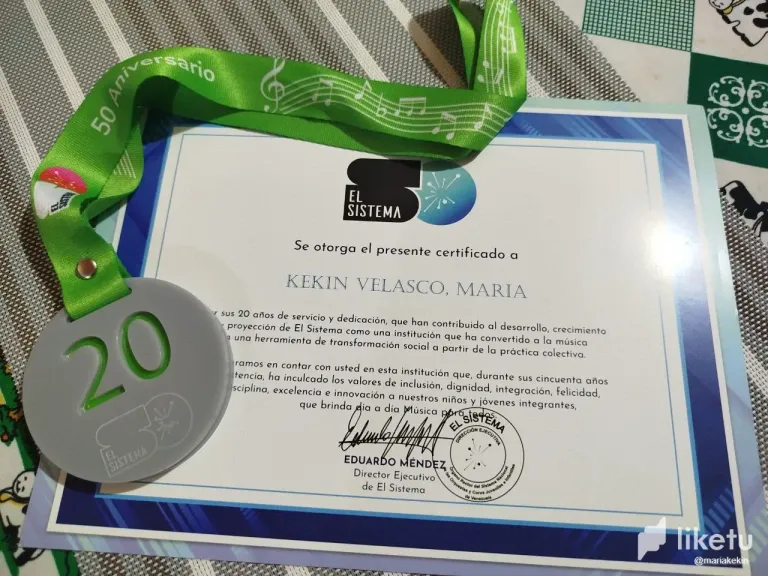 50 Aniversario
EL
SISTEMA
Se otorga el presente certificado a
KEKIN VELASCO, MARIA
sus 20 años de servicio y dedicación, que han contribuido al desarrollo, crecimiento
proyección de El Sistema como una institución que ha convertido a la música
una herramienta de transformación social a partir de la práctica colectiva.
contar con usted en esta institución que, durante sus cincuenta años
ha inculcado los valores de inclusión, dignidad, integración, felicidad,
excelencia e innovación a nuestros niños y jóvenes integrantes,
que brinda día a día Música para todos.
EDUARDO MÉNDEZ
Director Ejecutivo
de El Sistema
EL SISTEMA
DIRECCIÓN EJECUTIVA
de Venezuela
20
EL
SISTEMA
liketu
@mariakekin